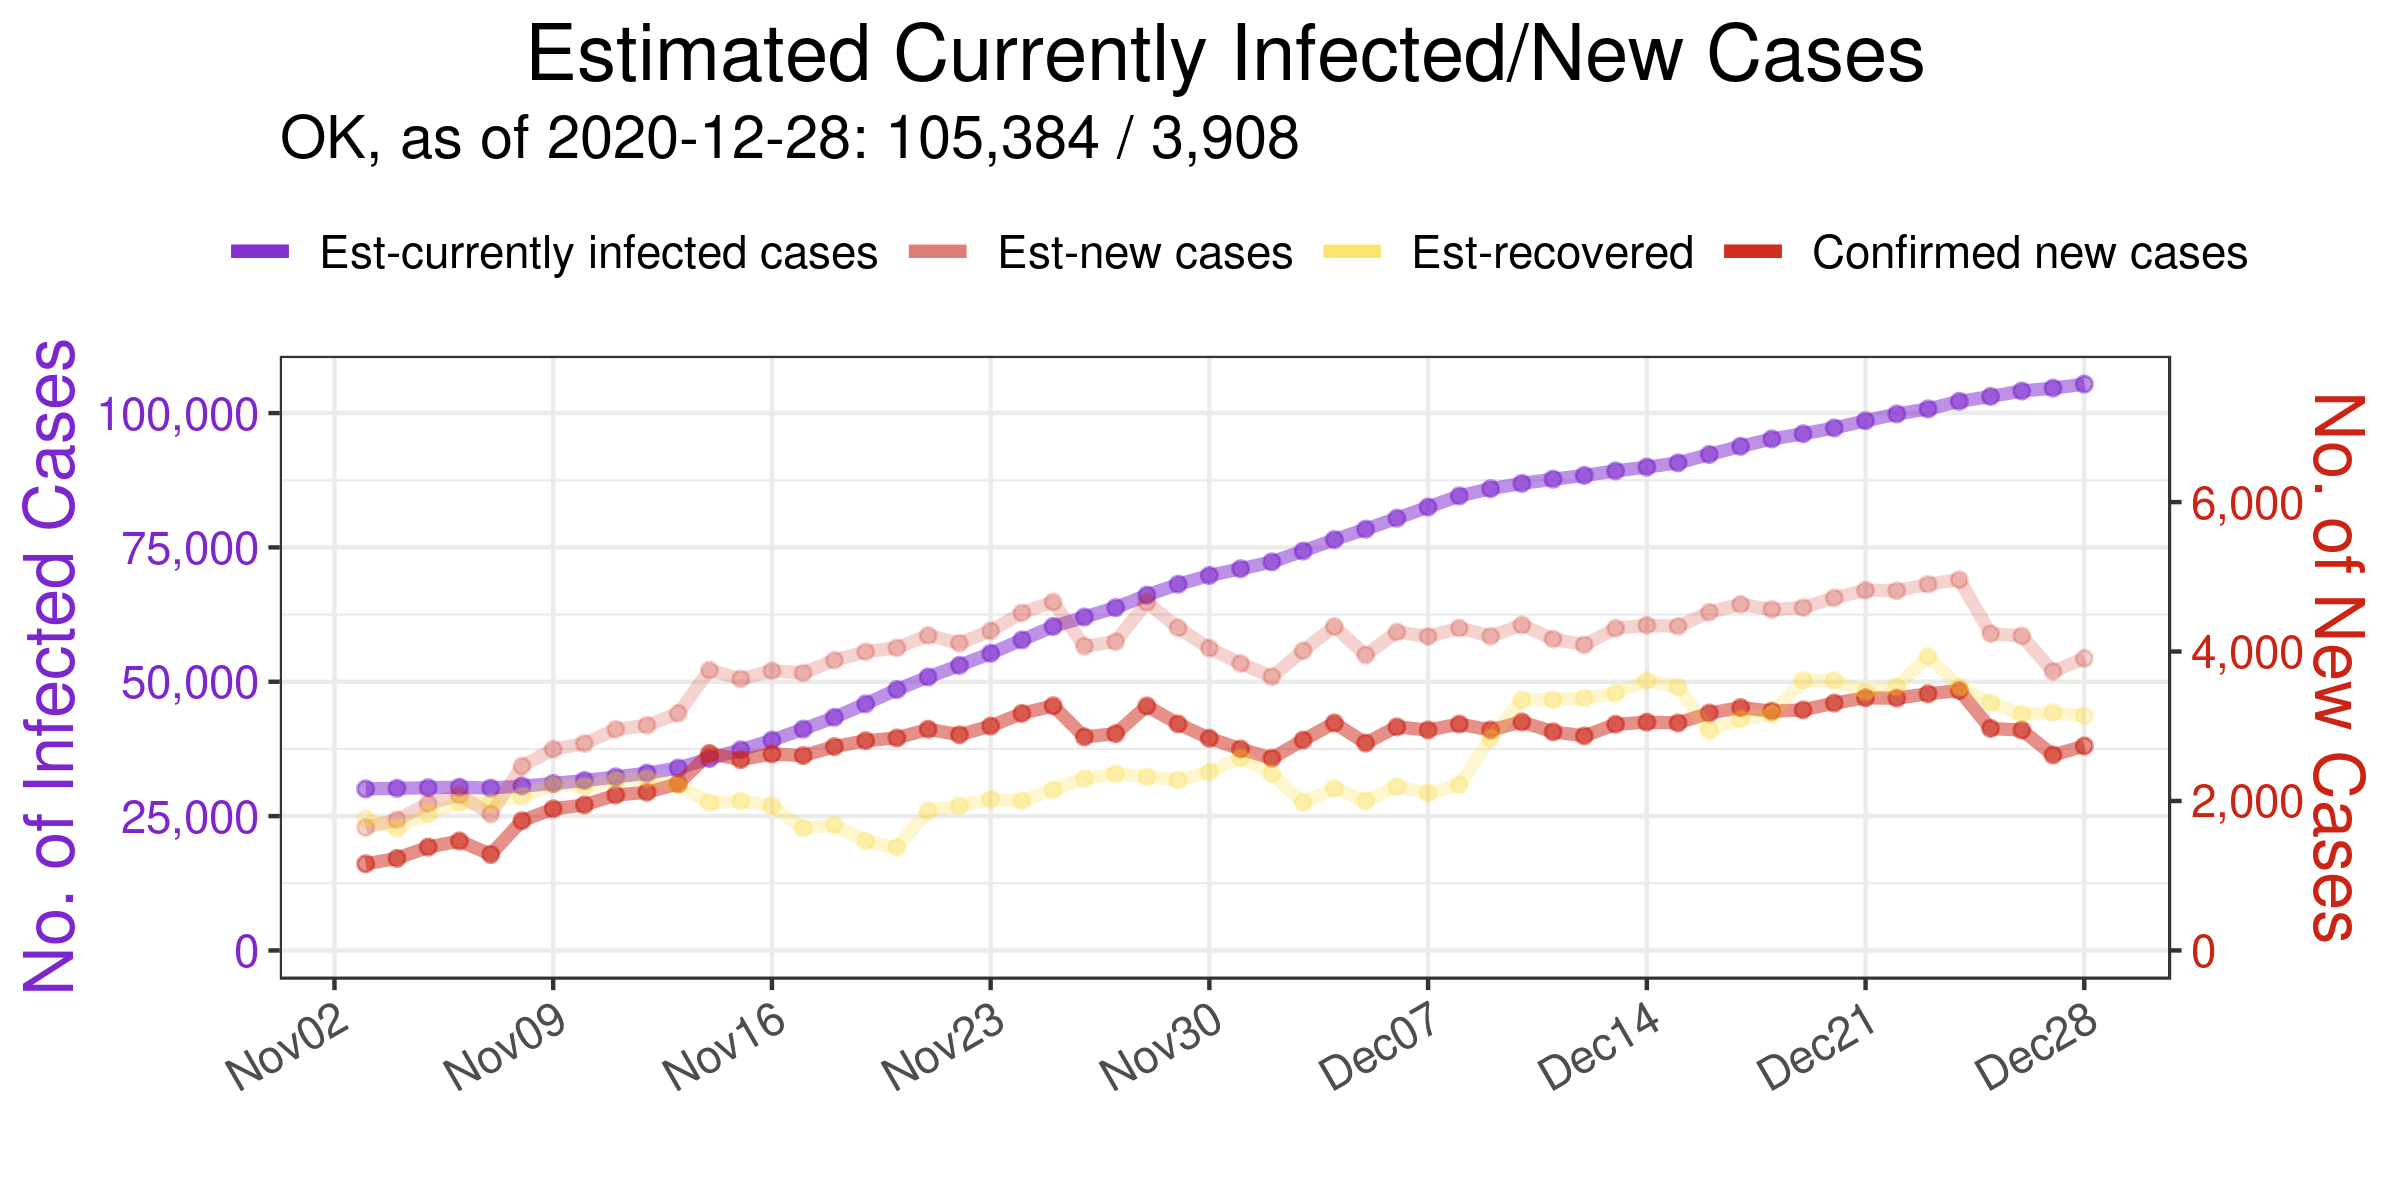 Estimated Currently Infected/New Cases
OK, as of 2020-12-28: 105,384 / 3,908
Est-currently infected cases Est-new cases Est-recovered Confirmed new cases
No. of Infected Cases
100,000
75,000
50,000
25,000
0
6,000
4,000
2,000
0
No. of New Cases
Nov02 Nov09 Nov16 Nov23 Nov30 Dec07 Dec14 Dec21 Dec28